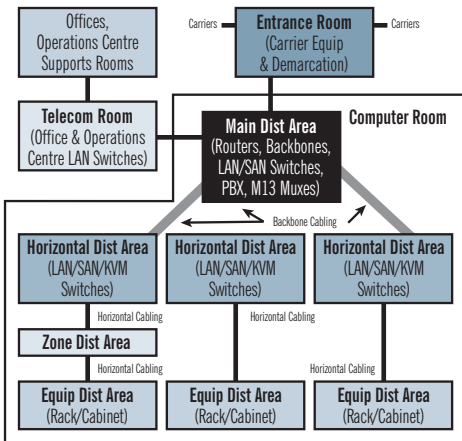 Offices,
Operations Centre
Supports Rooms
Carriers
Entrance Room
(Carrier Equip
& Demarcation)
Carriers
Telecom Room
(Office & Operations
Centre LAN Switches)
Main Dist Area
(Routers, Backbones,
LAN/SAN Switches,
PBX, M13 Muxes)
Computer Room
Backbone Cabling
Horizontal Dist Area
(LAN/SAN/KVM
Switches)
Horizontal Dist Area
(LAN/SAN/KVM
Switches)
Horizontal Dist Area
(LAN/SAN/KVM
Switches)
Horizontal Cabling
Horizontal Cabling
Zone Dist Area
Horizontal Cabling
Horizontal Cabling
Equip Dist Area
(Rack/Cabinet)
Equip Dist Area
(Rack/Cabinet)
Equip Dist Area
(Rack/Cabinet)